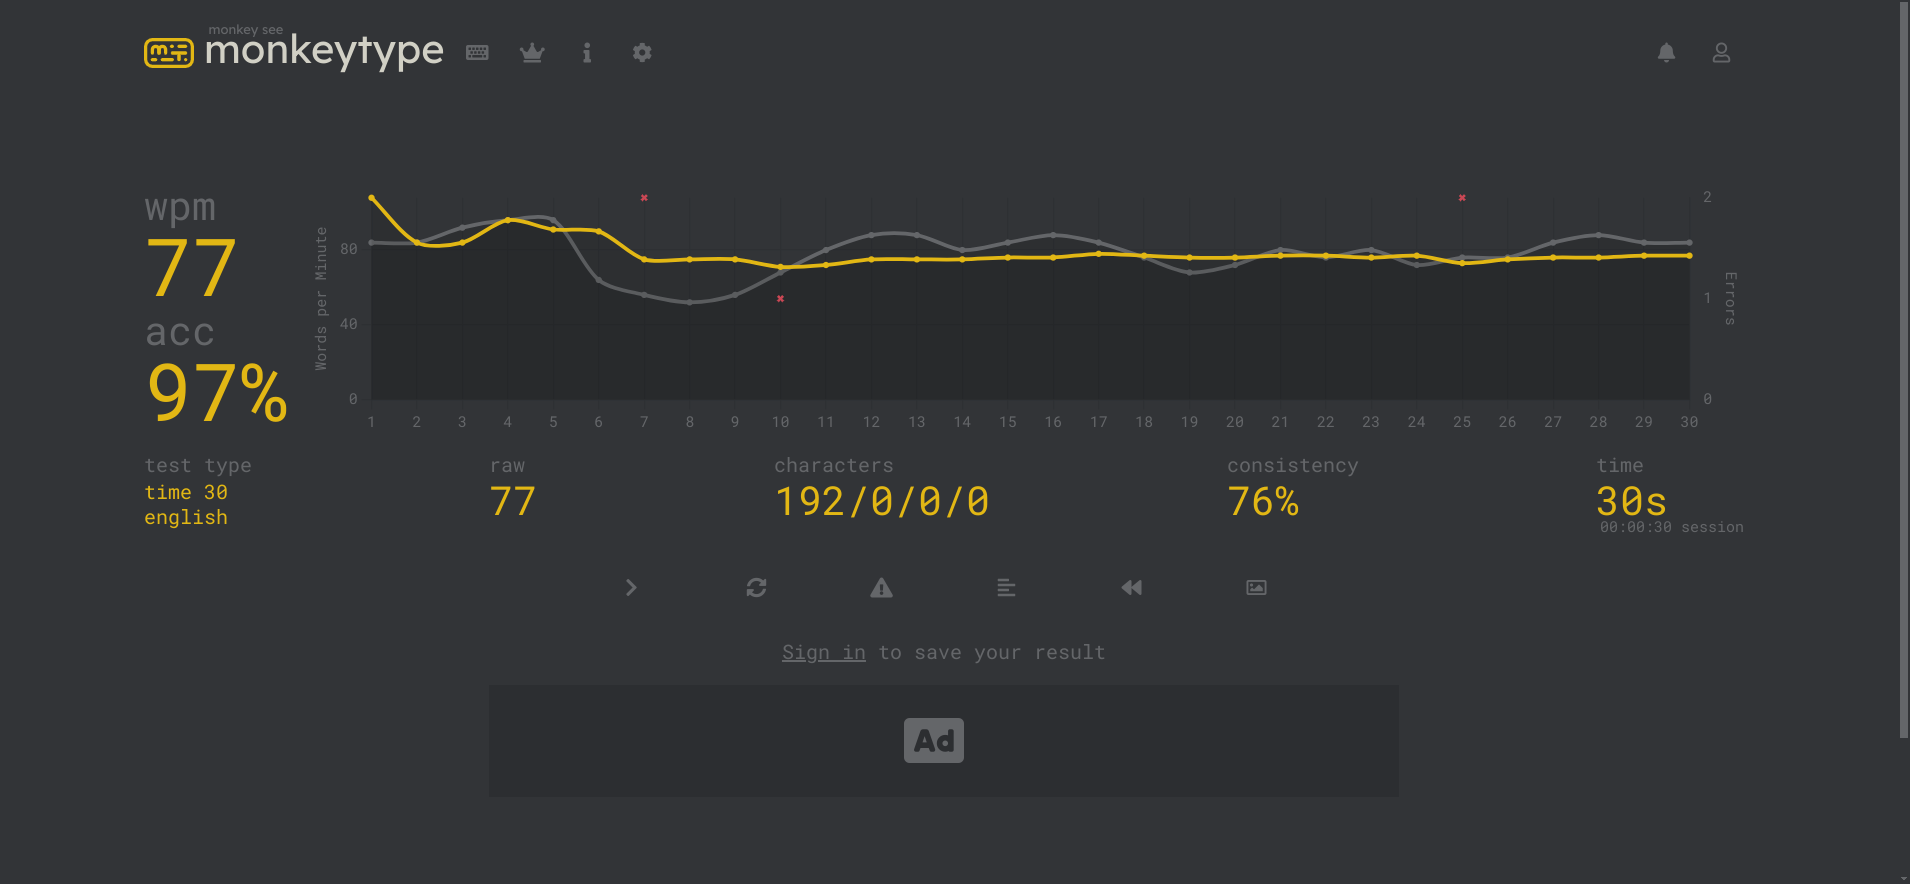 monkey see
monkeytype
wpm
77
acc
97%
Words per Minute
80
40
0
2
1
0
Errors
1 2 3 4 5 6 7 8 9 10 11 12 13 14 15 16 17 18 19 20 21 22 23 24 25 26 27 28 29 30
test type
time 30
english
raw
77
characters
192/0/0/0
consistency
76%
time
30s
00:00:30 session
Sign in to save your result
Ad